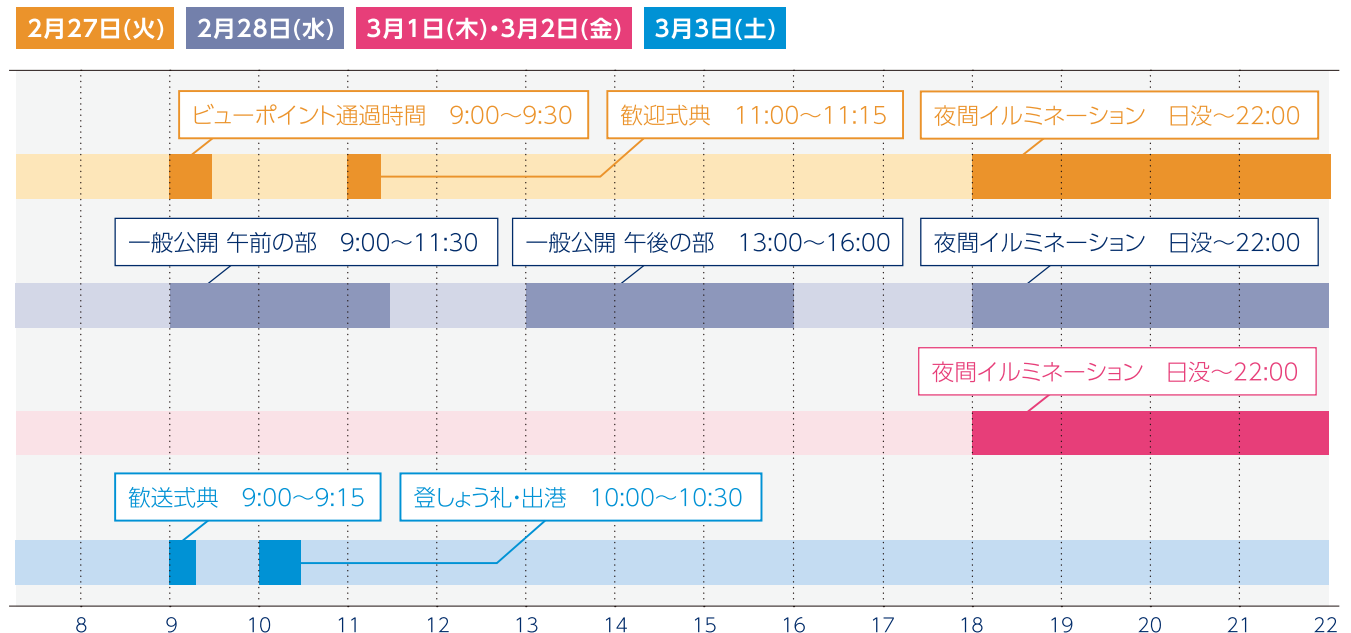 2月27日(火) 2月28日(水) 3月1日(木)・3月2日(金) 3月3日(土)
ビューポイント通過時間 9:00〜9:30 歓迎式典 11:00〜11:15 夜間イルミネーション 日没〜22:00
一般公開 午前の部 9:00〜11:30 一般公開 午後の部 13:00〜16:00 夜間イルミネーション 日没〜22:00
夜間イルミネーション 日没〜22:00
歓送式典 9:00〜9:15 登しょう礼・出港 10:00〜10:30
8 9 10 11 12 13 14 15 16 17 18 19 20 21 22